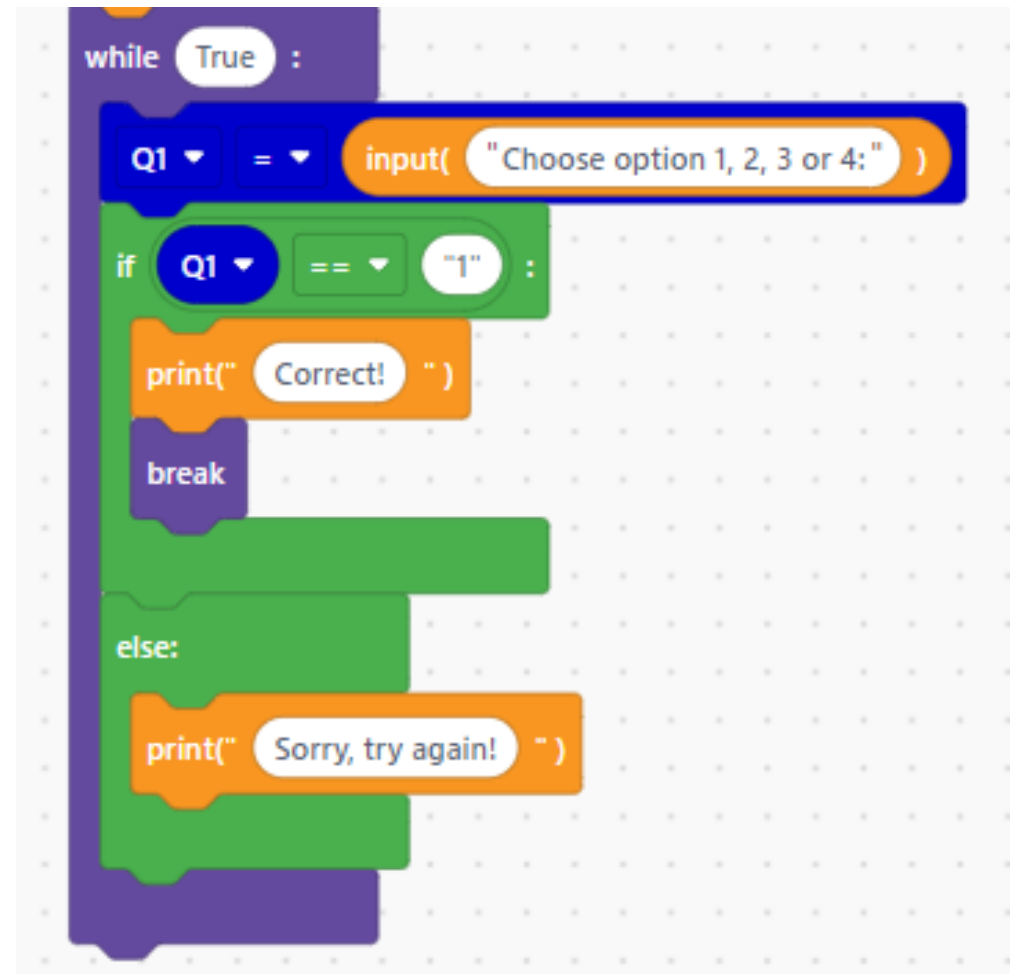 while True :
Q1 = input( "Choose option 1, 2, 3 or 4:" )
if Q1 == "1" :
print(" Correct! " )
break
else:
print(" Sorry, try again! " )